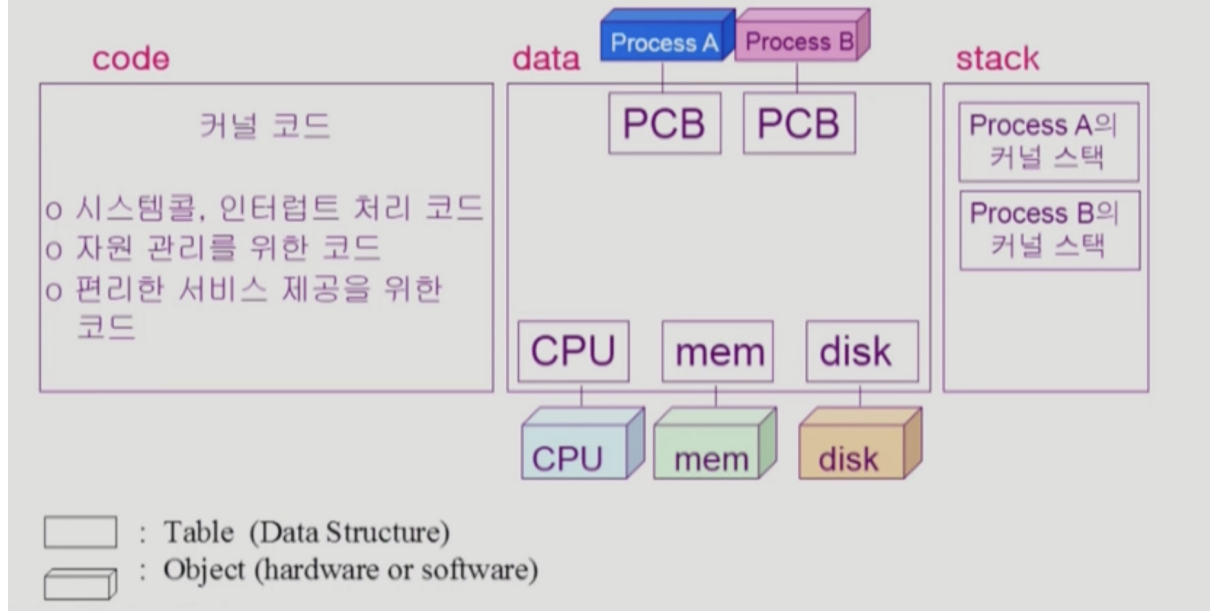 code
커널 코드
o 시스템콜, 인터럽트 처리 코드
o 자원 관리를 위한 코드
o 편리한 서비스 제공을 위한
코드
data
Process A
Process B
PCB
PCB
CPU
mem
disk
CPU
mem
disk
stack
Process A의
커널 스택
Process B의
커널 스택
: Table (Data Structure)
: Object (hardware or software)